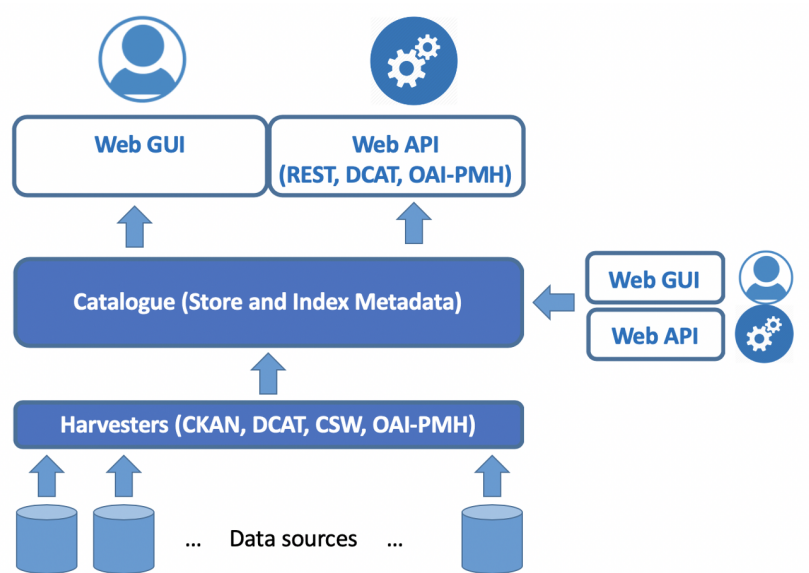 Web GUI
Web API
(REST, DCAT, OAI-PMH)
Catalogue (Store and Index Metadata)
Web GUI
Web API
Harvesters (CKAN, DCAT, CSW, OAI-PMH)
... Data sources ...